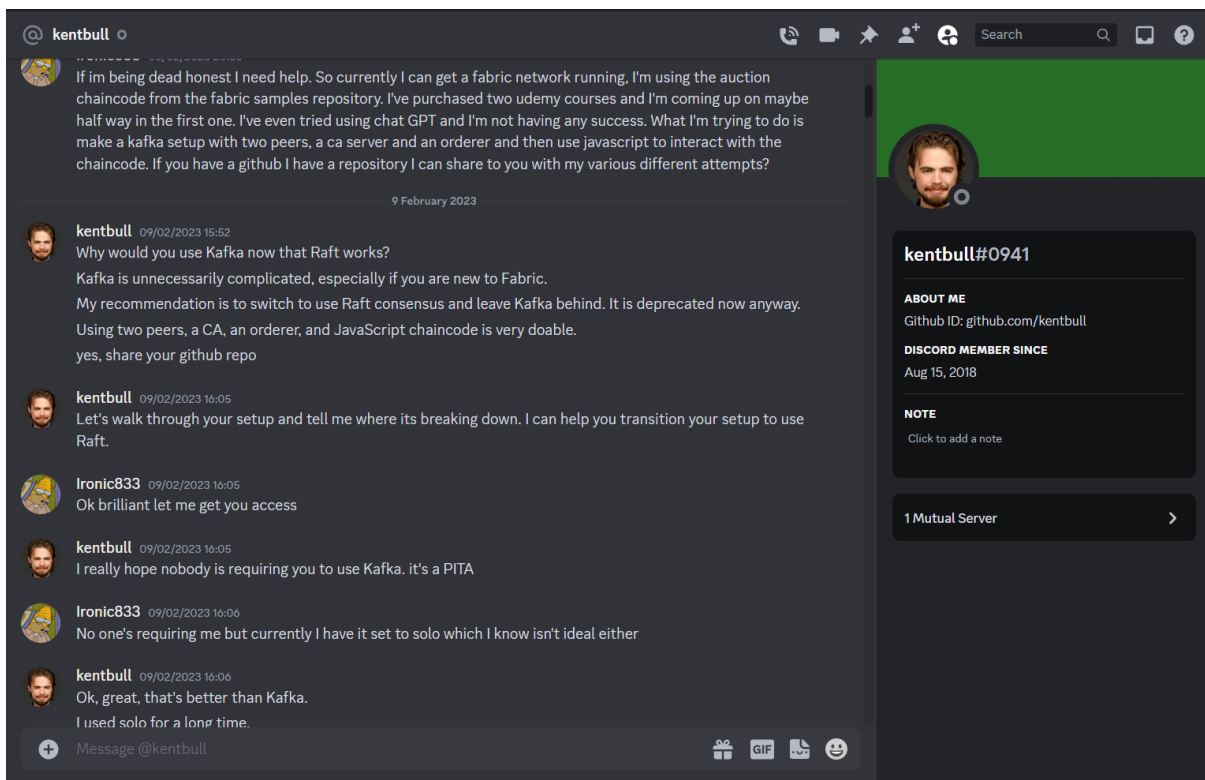 kentbull
Search
If im being dead honest I need help. So currently I can get a fabric network running, I'm using the auction
chaincode from the fabric samples repository. I've purchased two udemy courses and I'm coming up on maybe
half way in the first one. I've even tried using chat GPT and I'm not having any success. What I'm trying to do is
make a kafka setup with two peers, a ca server and an orderer and then use javascript to interact with the
chaincode. If you have a github I have a repository I can share to you with my various different attempts?
9 February 2023
kentbull 09/02/2023 15:52
Why would you use Kafka now that Raft works?
Kafka is unnecessarily complicated, especially if you are new to Fabric.
My recommendation is to switch to use Raft consensus and leave Kafka behind. It is deprecated now anyway.
Using two peers, a CA, an orderer, and JavaScript chaincode is very doable.
yes, share your github repo
kentbull 09/02/2023 16:05
Let's walk through your setup and tell me where its breaking down. I can help you transition your setup to use
Raft.
Ironic833 09/02/2023 16:05
Ok brilliant let me get you access
kentbull 09/02/2023 16:05
I really hope nobody is requiring you to use Kafka. it's a PITA
Ironic833 09/02/2023 16:06
No one's requiring me but currently I have it set to solo which I know isn't ideal either
kentbull 09/02/2023 16:06
Ok, great, that's better than Kafka.
I used solo for a long time.
Message @kentbull
GIF
kentbull#0941
ABOUT ME
Github ID: github.com/kentbull
DISCORD MEMBER SINCE
Aug 15, 2018
NOTE
Click to add a note
1 Mutual Server